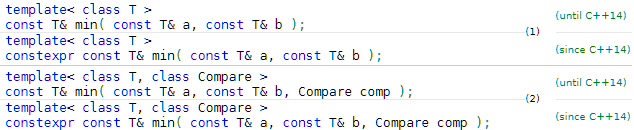 template< class T >
const T& min( const T& a, const T& b );
(until C++14)
(1)
template< class T >
constexpr const T& min( const T& a, const T& b );
(since C++14)
template< class T, class Compare >
const T& min( const T& a, const T& b, Compare comp );
(until C++14)
(2)
template< class T, class Compare >
constexpr const T& min( const T& a, const T& b, Compare comp );
(since C++14)